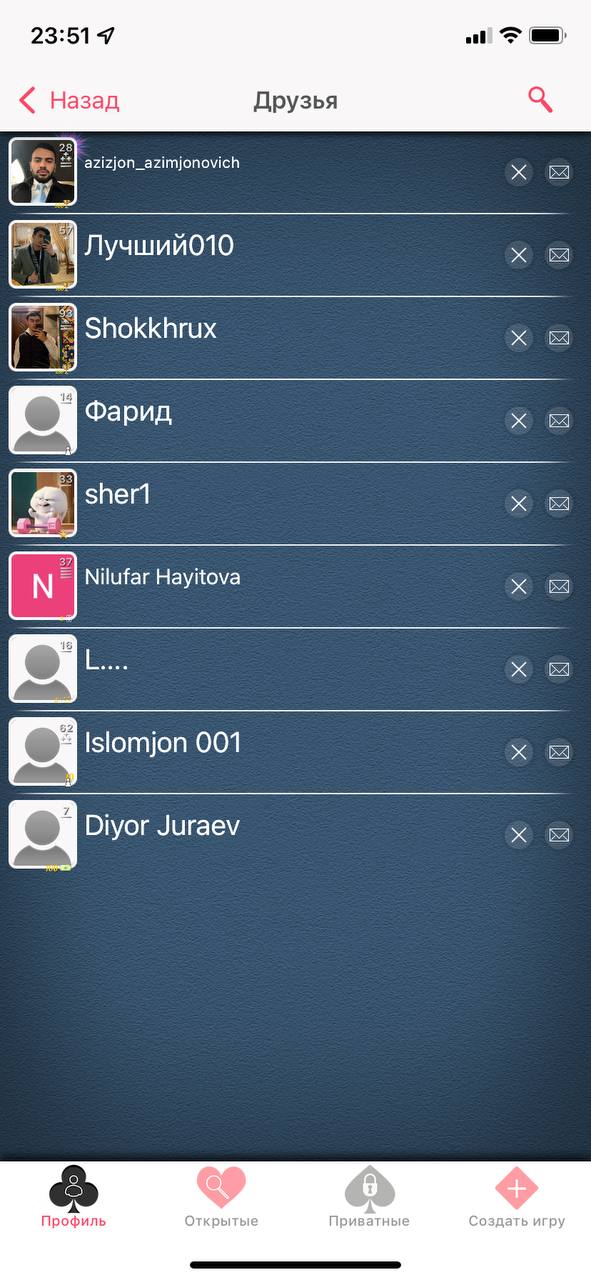 23:51
Назад
Друзья
28
azizjon_azimjonovich
57
Лучший010
93
Shokkhrux
14
Фарид
33
sher1
37
N
Nilufar Hayitova
16
L....
62
Islomjon 001
7
Diyor Juraev
100
Профиль
Открытые
Приватные
Создать игру